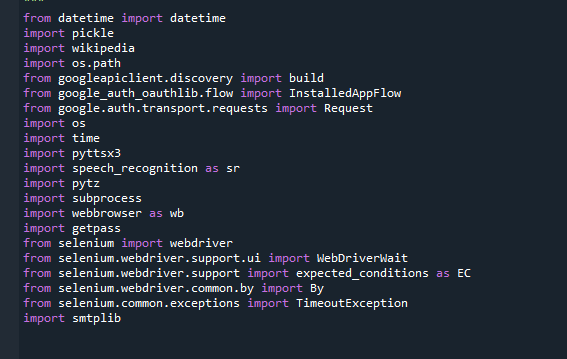 """
from datetime import datetime
import pickle
import wikipedia
import os.path
from googleapiclient.discovery import build
from google_auth_oauthlib.flow import InstalledAppFlow
from google.auth.transport.requests import Request
import os
import time
import pyttsx3
import speech_recognition as sr
import pytz
import subprocess
import webbrowser as wb
import getpass
from selenium import webdriver
from selenium.webdriver.support.ui import WebDriverWait
from selenium.webdriver.support import expected_conditions as EC
from selenium.webdriver.common.by import By
from selenium.common.exceptions import TimeoutException
import smtplib